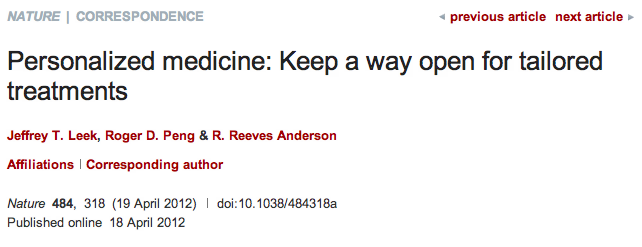 NATURE | CORRESPONDENCE
previous article next article
Personalized medicine: Keep a way open for tailored
treatments
Jeffrey T. Leek, Roger D. Peng & R. Reeves Anderson
Affiliations | Corresponding author
Nature 484, 318 (19 April 2012) | doi:10.1038/484318a
Published online 18 April 2012